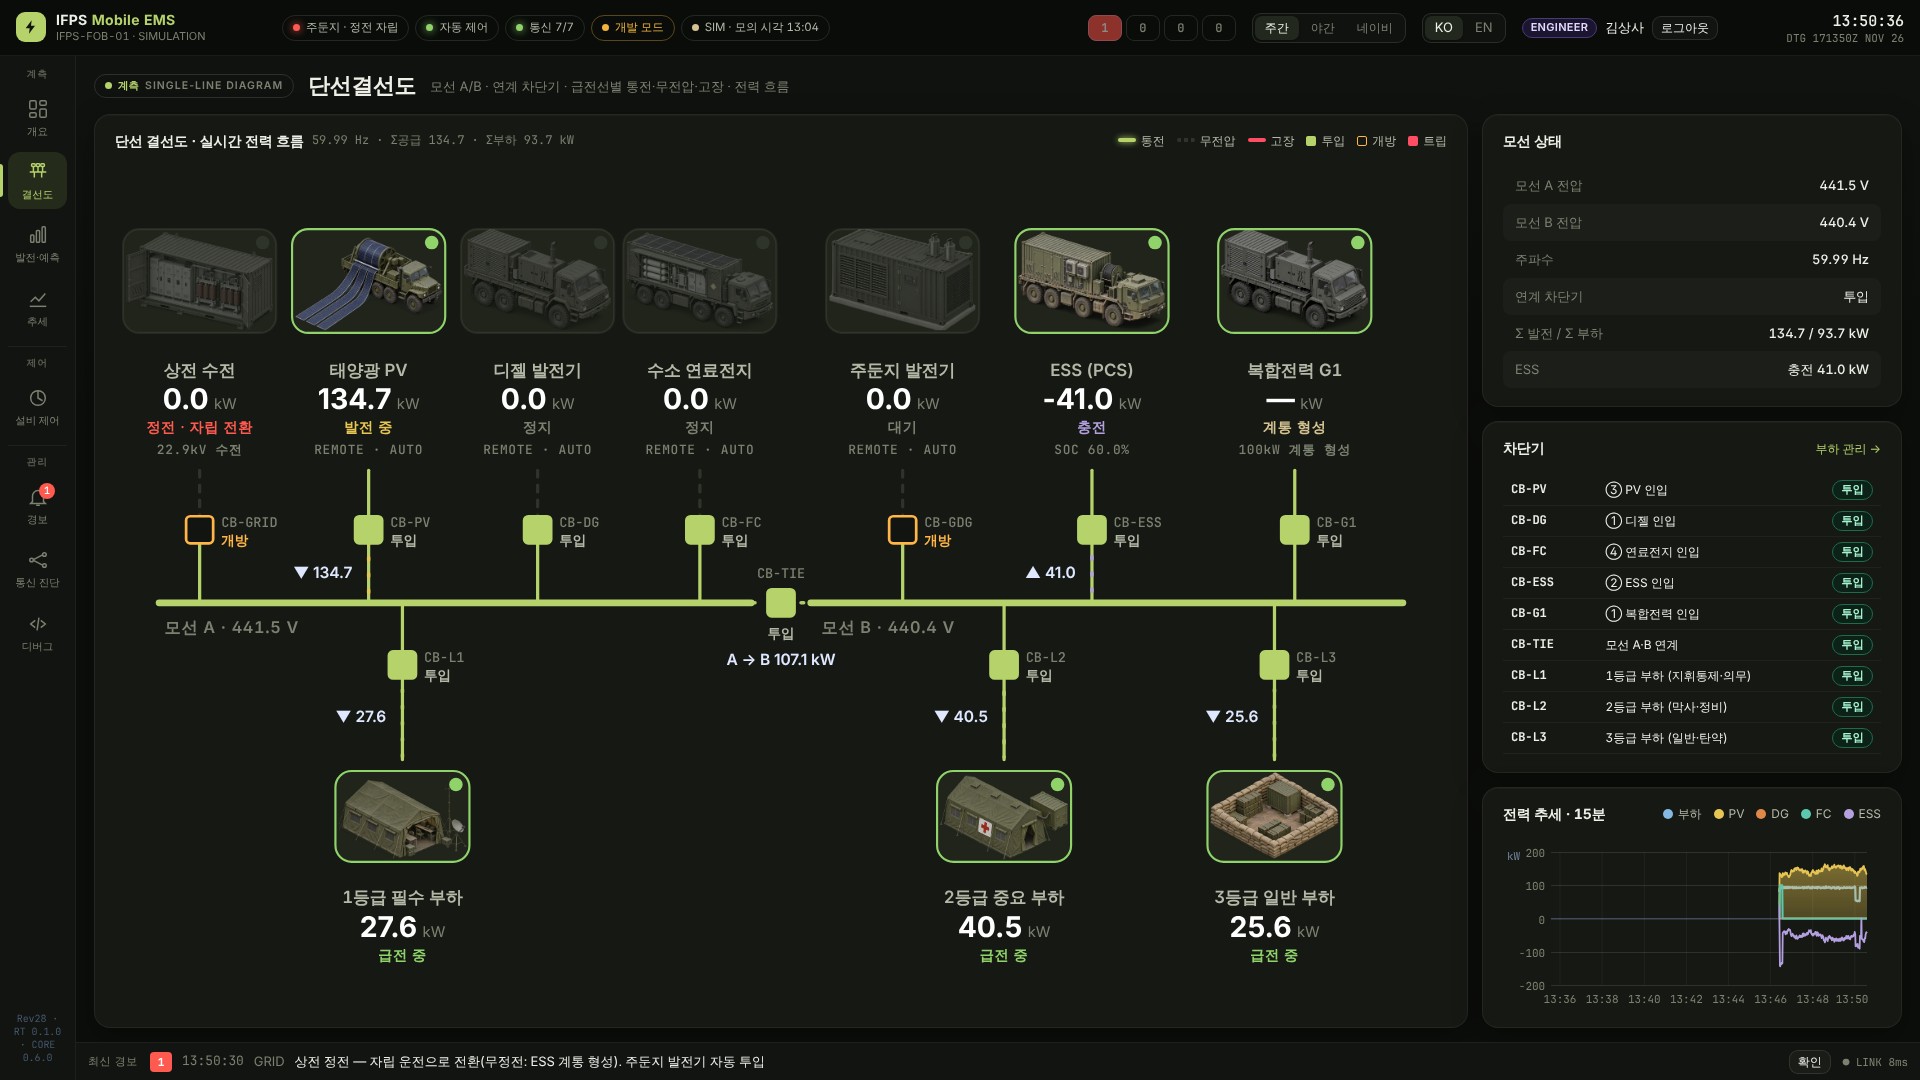 IFPS Mobile EMS
IFPS-FOB-01 · SIMULATION
주둔지 · 정전 자립
자동 제어
통신 7/7
개발 모드
SIM · 모의 시각 13:04
1 0 0 0
주간 야간 네이비
KO EN
ENGINEER 김상사 로그아웃
13:50:36
DTG 171350Z NOV 26
계측
개요
결선도
발전·예측
추세
제어
설비 제어
관리
1
경보
통신 진단
디버그
Rev28 ·
RT 0.1.0
· CORE
0.6.0
계측 SINGLE-LINE DIAGRAM
단선결선도
모선 A/B · 연계 차단기 · 급전선별 통전·무전압·고장 · 전력 흐름
단선 결선도 · 실시간 전력 흐름 59.99 Hz · Σ공급 134.7 · Σ부하 93.7 kW
통전 무전압 고장 투입 개방 트립
상전 수전
0.0 kW
정전 · 자립 전환
22.9kV 수전
태양광 PV
134.7 kW
발전 중
REMOTE · AUTO
디젤 발전기
0.0 kW
정지
REMOTE · AUTO
수소 연료전지
0.0 kW
정지
REMOTE · AUTO
주둔지 발전기
0.0 kW
대기
REMOTE · AUTO
ESS (PCS)
-41.0 kW
충전
SOC 60.0%
복합전력 G1
— kW
계통 형성
100kW 계통 형성
CB-GRID
개방
CB-PV
투입
CB-DG
투입
CB-FC
투입
CB-GDG
개방
CB-ESS
투입
CB-G1
투입
▼ 134.7
▲ 41.0
CB-TIE
투입
A → B 107.1 kW
모선 A · 441.5 V
모선 B · 440.4 V
CB-L1
투입
CB-L2
투입
CB-L3
투입
▼ 27.6
▼ 40.5
▼ 25.6
1등급 필수 부하
27.6 kW
급전 중
2등급 중요 부하
40.5 kW
급전 중
3등급 일반 부하
25.6 kW
급전 중
모선 상태
모선 A 전압 441.5 V
모선 B 전압 440.4 V
주파수 59.99 Hz
연계 차단기 투입
Σ 발전 / Σ 부하 134.7 / 93.7 kW
ESS 충전 41.0 kW
차단기 부하 관리 →
CB-PV ③ PV 인입 투입
CB-DG ① 디젤 인입 투입
CB-FC ④ 연료전지 인입 투입
CB-ESS ② ESS 인입 투입
CB-G1 ① 복합전력 인입 투입
CB-TIE 모선 A·B 연계 투입
CB-L1 1등급 부하 (지휘통제·의무) 투입
CB-L2 2등급 부하 (막사·정비) 투입
CB-L3 3등급 부하 (일반·탄약) 투입
전력 추세 · 15분 부하 PV DG FC ESS
kW
200
100
0
-100
-200
13:36 13:38 13:40 13:42 13:44 13:46 13:48 13:50
최신 경보 1 13:50:30 GRID 상전 정전 — 자립 운전으로 전환(무정전: ESS 계통 형성). 주둔지 발전기 자동 투입
확인 LINK 8ms